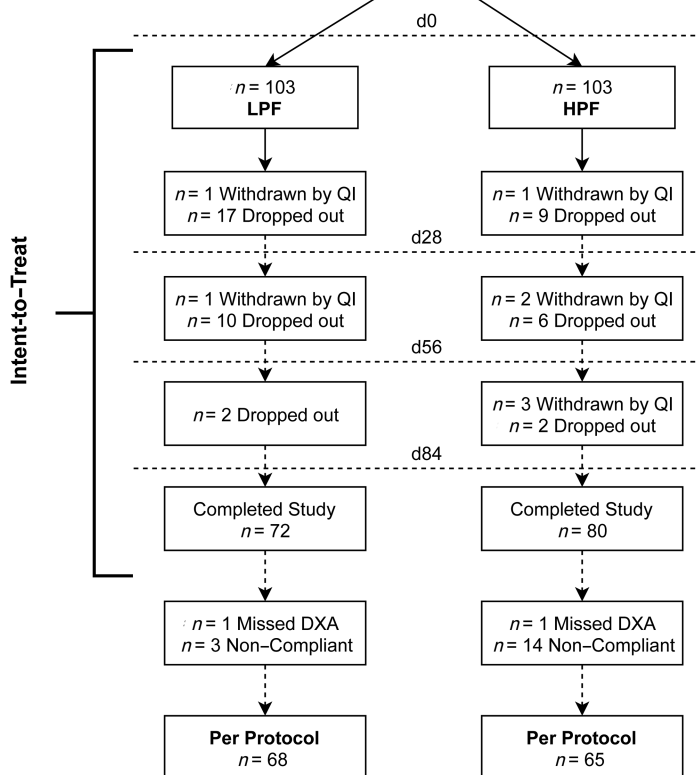 d0
n = 103
LPF
n = 103
HPF
n = 1 Withdrawn by QI
n = 17 Dropped out
n = 1 Withdrawn by QI
n = 9 Dropped out
d28
n = 1 Withdrawn by QI
n = 10 Dropped out
n = 2 Withdrawn by QI
n = 6 Dropped out
d56
n = 2 Dropped out
n = 3 Withdrawn by QI
n = 2 Dropped out
d84
Intent-to-Treat
Completed Study
n = 72
Completed Study
n = 80
n = 1 Missed DXA
n = 3 Non-Compliant
n = 1 Missed DXA
n = 14 Non-Compliant
Per Protocol
n = 68
Per Protocol
n = 65